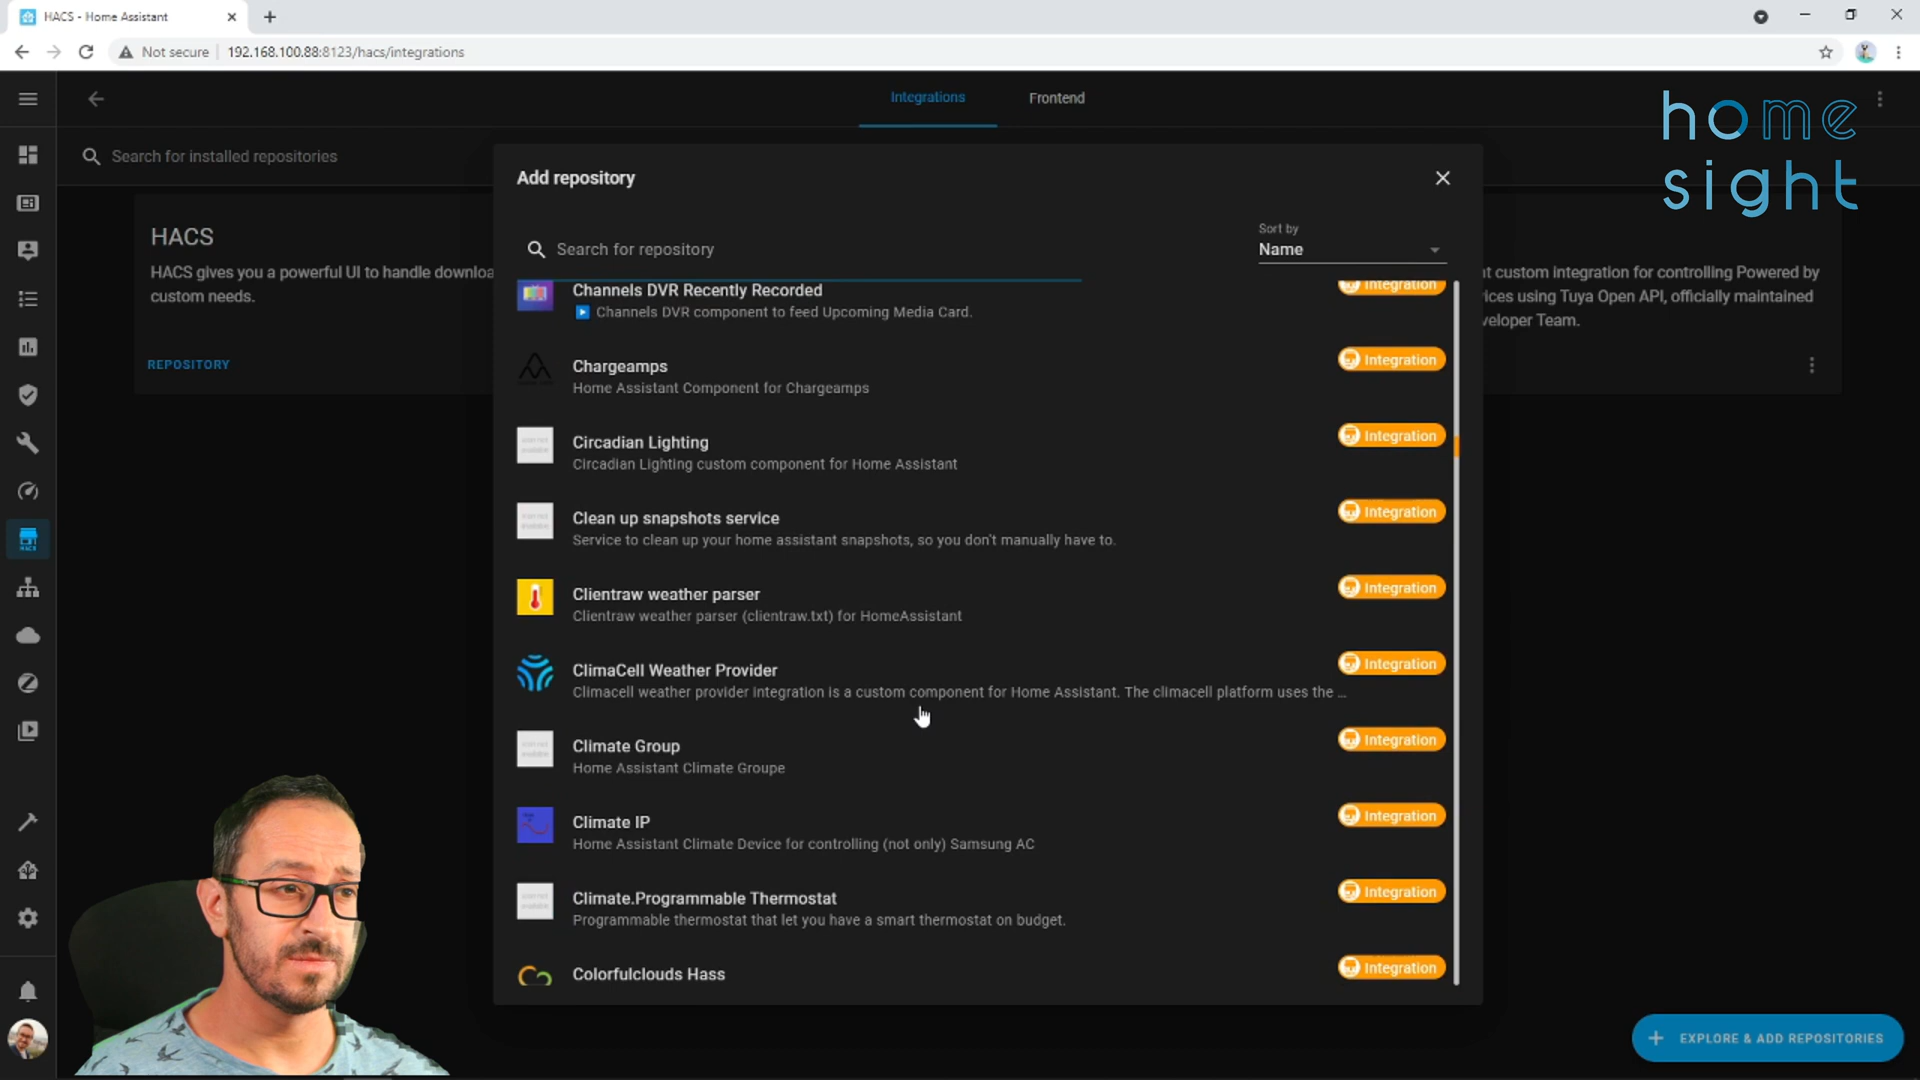 HACS - Home Assistant
Not secure
192.168.100.88:8123/hacs/integrations
Integrations
Frontend
home
sight
Search for installed repositories
Add repository
HACS
HACS gives you a powerful UI to handle downloa
custom needs.
REPOSITORY
Search for repository
Sort by
Name
t custom integration for controlling Powered by
ices using Tuya Open API, officially maintained
veloper Team.
Channels DVR Recently Recorded
Channels DVR component to feed Upcoming Media Card.
Integration
Chargeamps
Home Assistant Component for Chargeamps
Integration
Circadian Lighting
Circadian Lighting custom component for Home Assistant
Integration
Clean up snapshots service
Service to clean up your home assistant snapshots, so you don't manually have to.
Integration
Clientraw weather parser
Clientraw weather parser (clientraw.txt) for HomeAssistant
Integration
ClimaCell Weather Provider
Climacell weather provider integration is a custom component for Home Assistant. The climacell platform uses the ...
Integration
Climate Group
Home Assistant Climate Groupe
Integration
Climate IP
Home Assistant Climate Device for controlling (not only) Samsung AC
Integration
Climate.Programmable Thermostat
Programmable thermostat that let you have a smart thermostat on budget.
Integration
Colorfulclouds Hass
Integration
HACS
EXPLORE & ADD REPOSITORIES